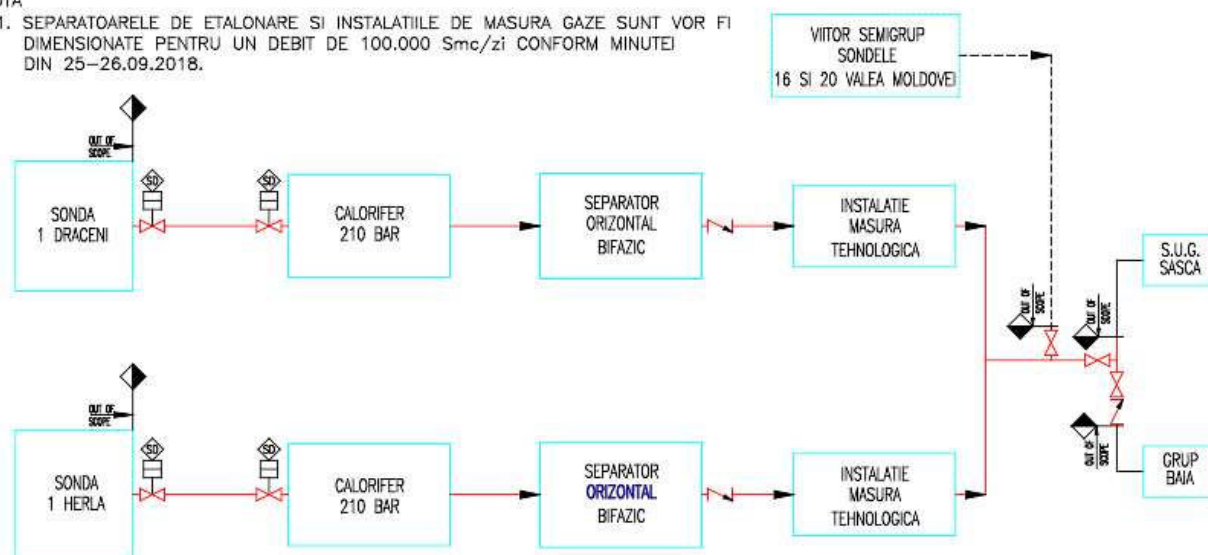 1. SEPARATOARELE DE ETALONARE SI INSTALATIILE DE MASURA GAZE SUNT VOR FI
DIMENSIONATE PENTRU UN DEBIT DE 100.000 Smc/zi CONFORM MINUTEI
DIN 25-26.09.2018.
VIITOR SEMIGRUP
SONDELE
16 SI 20 VALEA MOLDOVEI
OUT OF
SCOPE
SONDA
1 DRACENI
SD
SD
CALORIFER
210 BAR
SEPARATOR
ORIZONTAL
BIFAZIC
INSTALATIE
MASURA
TEHNOLOGICA
OUT OF
SCOPE
OUT OF
SCOPE
S.U.G.
SASCA
OUT OF
SCOPE
SONDA
1 HERLA
SD
SD
CALORIFER
210 BAR
SEPARATOR
ORIZONTAL
BIFAZIC
INSTALATIE
MASURA
TEHNOLOGICA
OUT OF
SCOPE
GRUP
BAIA